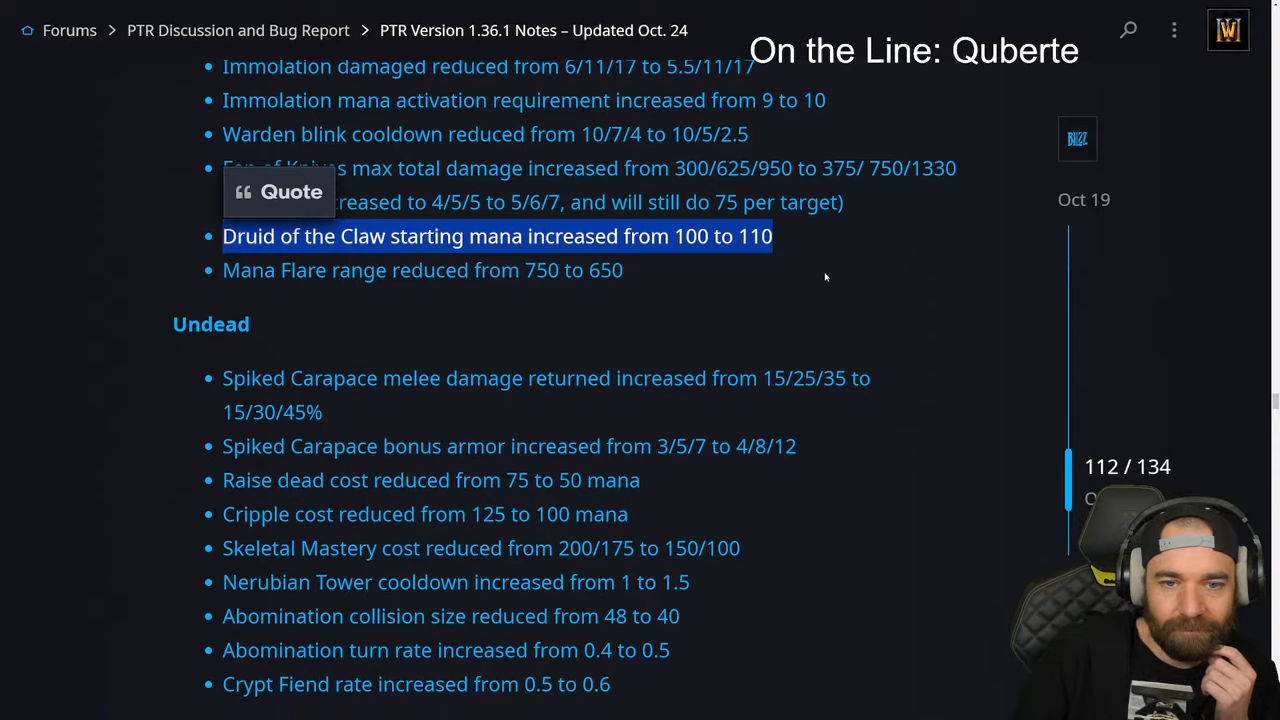 Forums > PTR Discussion and Bug Report > PTR Version 1.36.1 Notes – Updated Oct. 24
On the Line: Quberte
• Immolation damaged reduced from 6/11/17 to 5.5/11/17
• Immolation mana activation requirement increased from 9 to 10
• Warden blink cooldown reduced from 10/7/4 to 10/5/2.5
max total damage increased from 300/625/950 to 375/ 750/1330
“ Quote
creased to 4/5/5 to 5/6/7, and will still do 75 per target)
• Druid of the Claw starting mana increased from 100 to 110
• Mana Flare range reduced from 750 to 650
Undead
• Spiked Carapace melee damage returned increased from 15/25/35 to
15/30/45%
• Spiked Carapace bonus armor increased from 3/5/7 to 4/8/12
• Raise dead cost reduced from 75 to 50 mana
• Cripple cost reduced from 125 to 100 mana
• Skeletal Mastery cost reduced from 200/175 to 150/100
• Nerubian Tower cooldown increased from 1 to 1.5
• Abomination collision size reduced from 48 to 40
• Abomination turn rate increased from 0.4 to 0.5
• Crypt Fiend rate increased from 0.5 to 0.6
BLIZZ
Oct 19
112 / 134